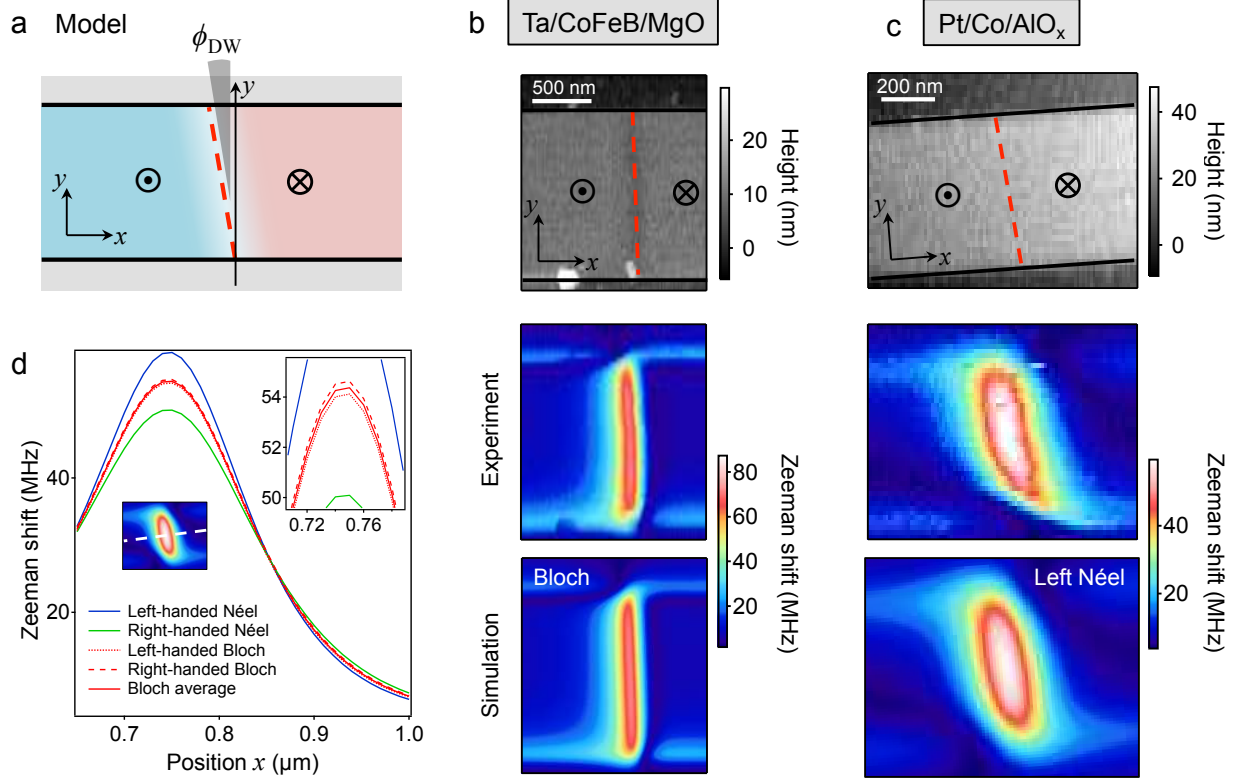 a Model
ϕDW
y
y
x
b Ta/CoFeB/MgO
500 nm
y
x
20
10
0
Height (nm)
c Pt/Co/AlOx
200 nm
y
x
40
20
0
Height (nm)
d
Zeeman shift (MHz)
40
20
0.7
0.8
0.9
1.0
Position x (µm)
54
52
50
0.72
0.76
Left-handed Néel
Right-handed Néel
Left-handed Bloch
Right-handed Bloch
Bloch average
Experiment
Simulation
Bloch
80
60
40
20
Zeeman shift (MHz)
Left Néel
40
20
Zeeman shift (MHz)